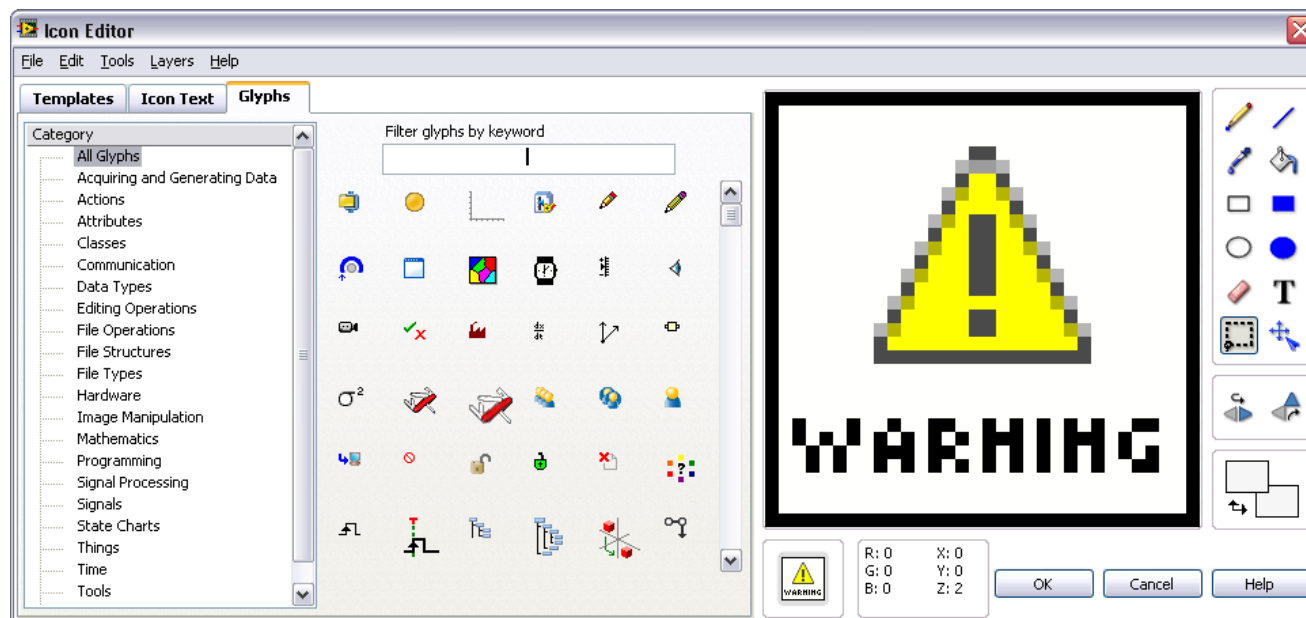 Icon Editor
File Edit Tools Layers Help
Templates Icon Text Glyphs
Category
All Glyphs
Acquiring and Generating Data
Actions
Attributes
Classes
Communication
Data Types
Editing Operations
File Operations
File Structures
File Types
Hardware
Image Manipulation
Mathematics
Programming
Signal Processing
Signals
State Charts
Things
Time
Tools
Filter glyphs by keyword
dx
dt
σ²
?
!
WARNING
T
WARNING
R: 0 X: 0
G: 0 Y: 0
B: 0 Z: 2
OK Cancel Help